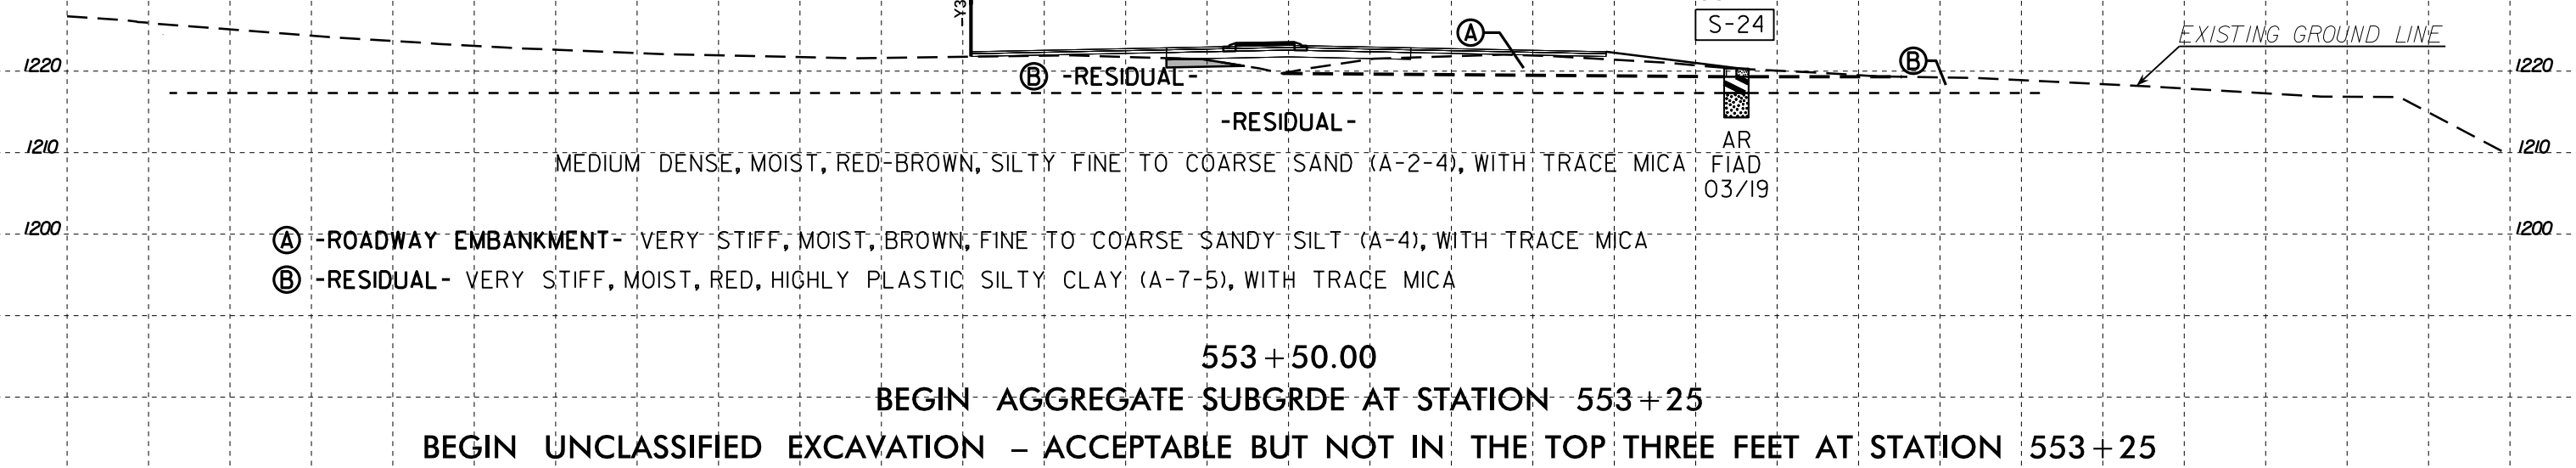 -Y3
S-24
A
EXISTING GROUND LINE
1220
B -RESIDUAL-
B
1220
-RESIDUAL-
AR
1210
1210
MEDIUM DENSE, MOIST, RED-BROWN, SILTY FINE TO COARSE SAND (A-2-4), WITH TRACE MICA
FIAD
03/19
1200
1200
A -ROADWAY EMBANKMENT- VERY STIFF, MOIST, BROWN, FINE TO COARSE SANDY SILT (A-4), WITH TRACE MICA
B -RESIDUAL- VERY STIFF, MOIST, RED, HIGHLY PLASTIC SILTY CLAY (A-7-5), WITH TRACE MICA
553+50.00
BEGIN AGGREGATE SUBGRDE AT STATION 553+25
BEGIN UNCLASSIFIED EXCAVATION – ACCEPTABLE BUT NOT IN THE TOP THREE FEET AT STATION 553+25